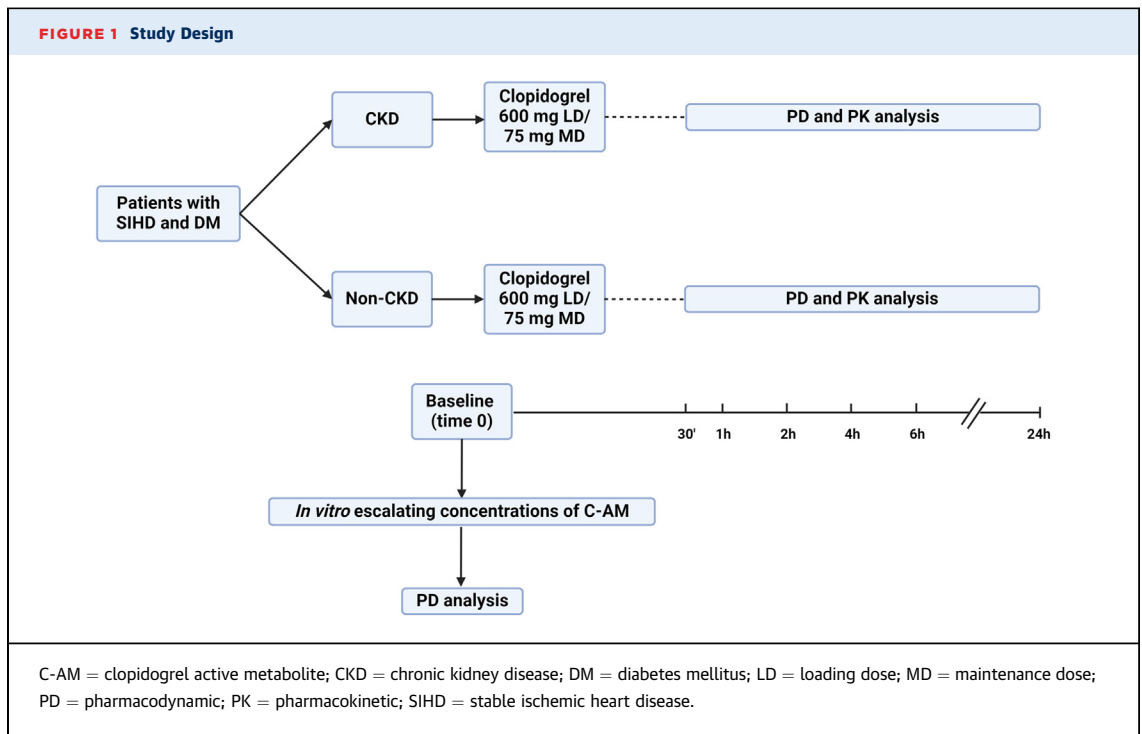 FIGURE 1 Study Design
CKD
Clopidogrel
600 mg LD/
75 mg MD
PD and PK analysis
Patients with
SIHD and DM
Non-CKD
Clopidogrel
600 mg LD/
75 mg MD
PD and PK analysis
Baseline
(time 0)
30' 1h 2h 4h 6h 24h
In vitro escalating concentrations of C-AM
PD analysis
C-AM = clopidogrel active metabolite; CKD = chronic kidney disease; DM = diabetes mellitus; LD = loading dose; MD = maintenance dose;
PD = pharmacodynamic; PK = pharmacokinetic; SIHD = stable ischemic heart disease.